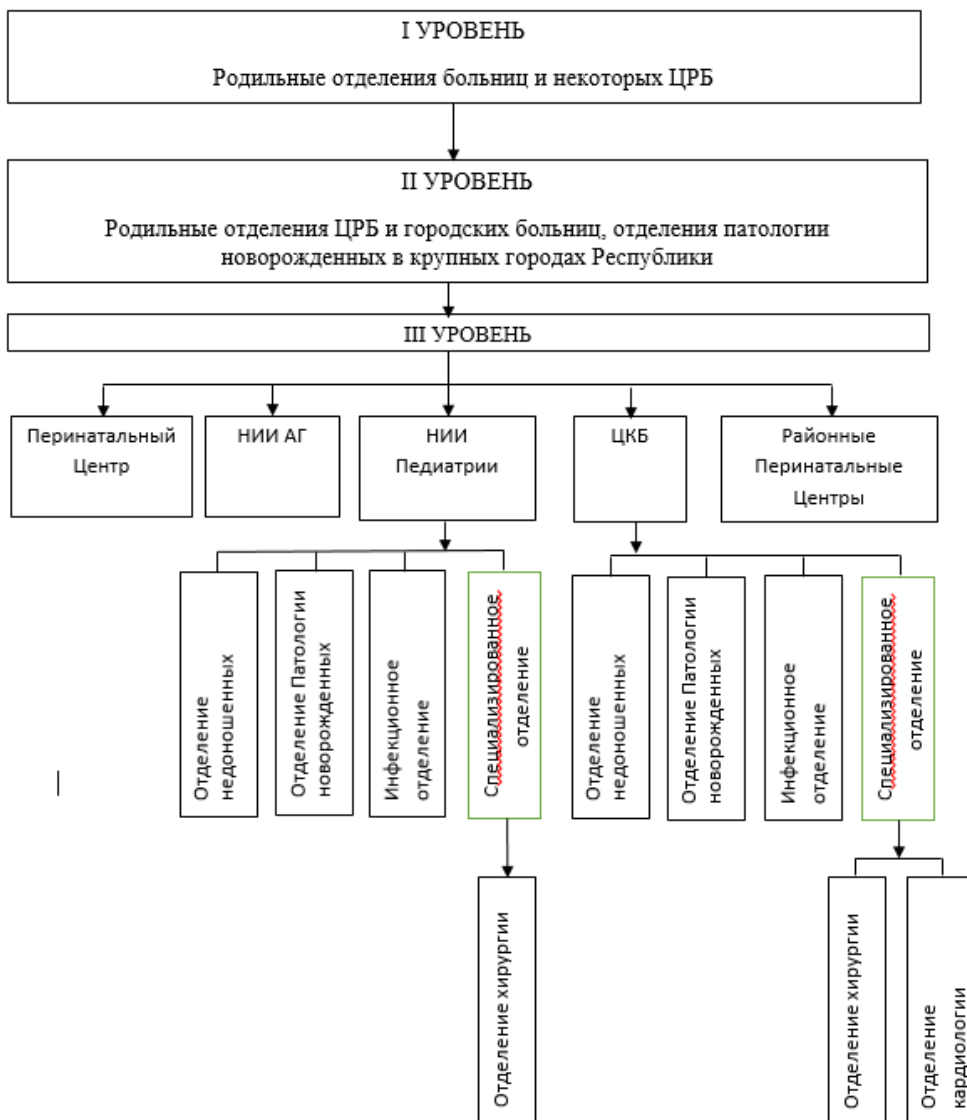 I УРОВЕНЬ
Родильные отделения больниц и некоторых ЦРБ
II УРОВЕНЬ
Родильные отделения ЦРБ и городских больниц, отделения патологии
новорожденных в крупных городах Республики
III УРОВЕНЬ
Перинатальный
Центр
НИИ АГ
НИИ
Педиатрии
ЦКБ
Районные
Перинатальные
Центры
Отделение
недоношенных
Отделение Патологии
новорожденных
Инфекционное
отделение
Специализированное
отделение
Отделение
недоношенных
Отделение Патологии
новорожденных
Инфекционное
отделение
Специализированное
отделение
Отделение хирургии
Отделение хирургии
Отделение
кардиологии